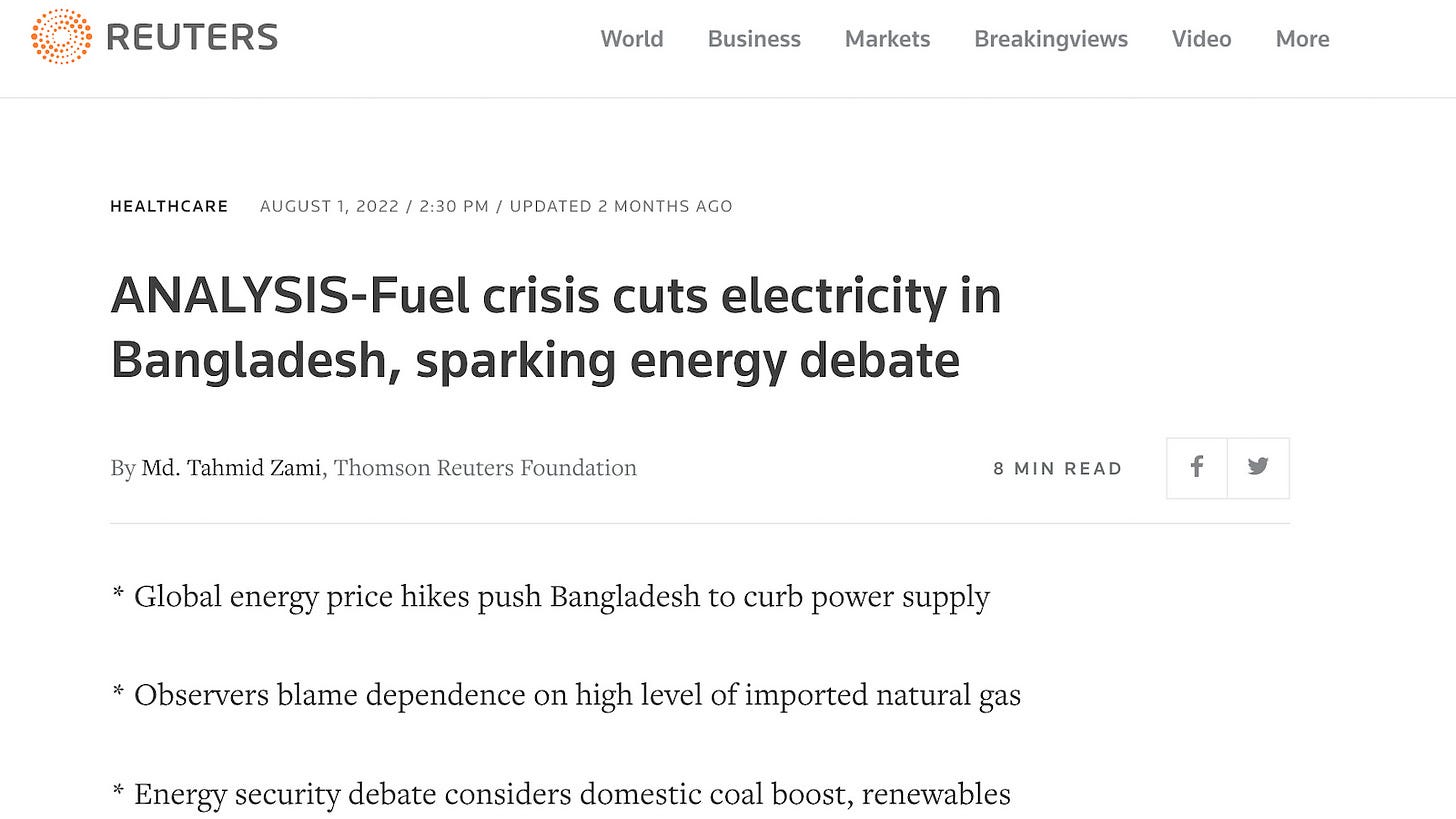 REUTERS
World Business Markets Breakingviews Video More
HEALTHCARE AUGUST 1, 2022 / 2:30 PM / UPDATED 2 MONTHS AGO
ANALYSIS-Fuel crisis cuts electricity in
Bangladesh, sparking energy debate
By Md. Tahmid Zami, Thomson Reuters Foundation
8 MIN READ
* Global energy price hikes push Bangladesh to curb power supply
* Observers blame dependence on high level of imported natural gas
* Energy security debate considers domestic coal boost, renewables